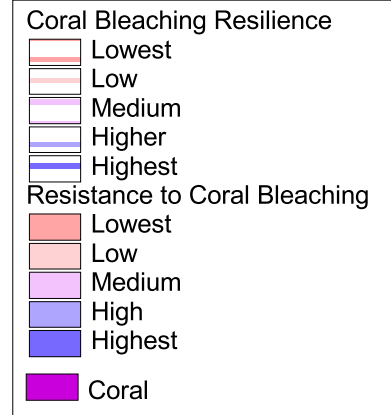 Coral Bleaching Resilience
Lowest
Low
Medium
Higher
Highest
Resistance to Coral Bleaching
Lowest
Low
Medium
High
Highest
Coral